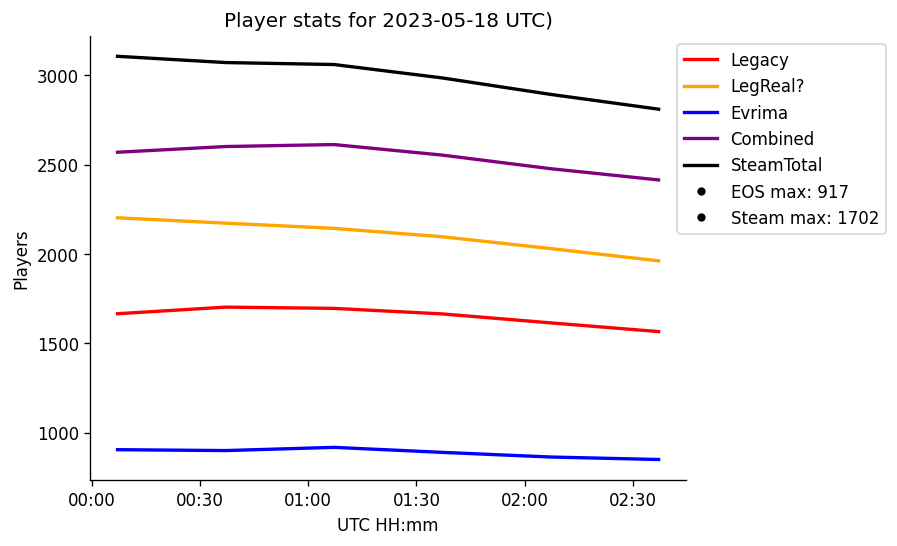 Player stats for 2023-05-18 UTC)
Players
3000
2500
2000
1500
1000
00:00 00:30 01:00 01:30 02:00 02:30
UTC HH:mm
Legacy
LegReal?
Evrima
Combined
SteamTotal
EOS max: 917
Steam max: 1702